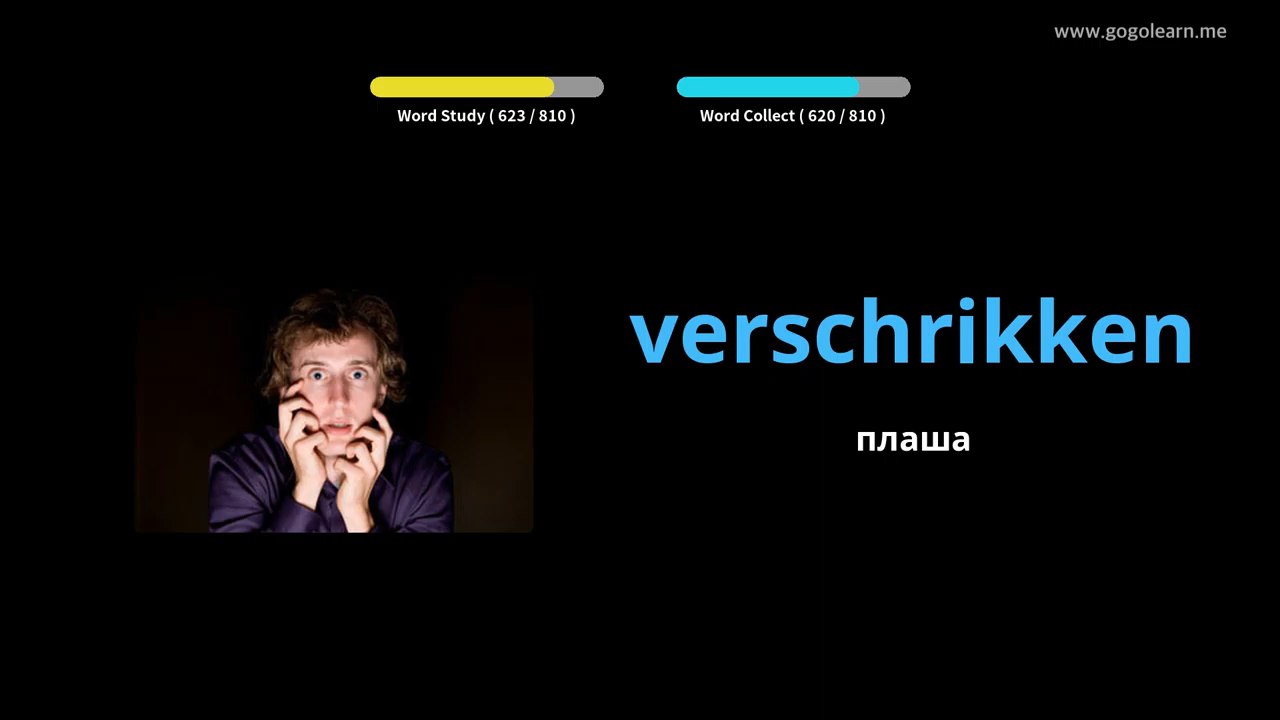 www.gogolearn.me
Word Study ( 623 / 810 )
Word Collect ( 620 / 810 )
verschrikken
плаша